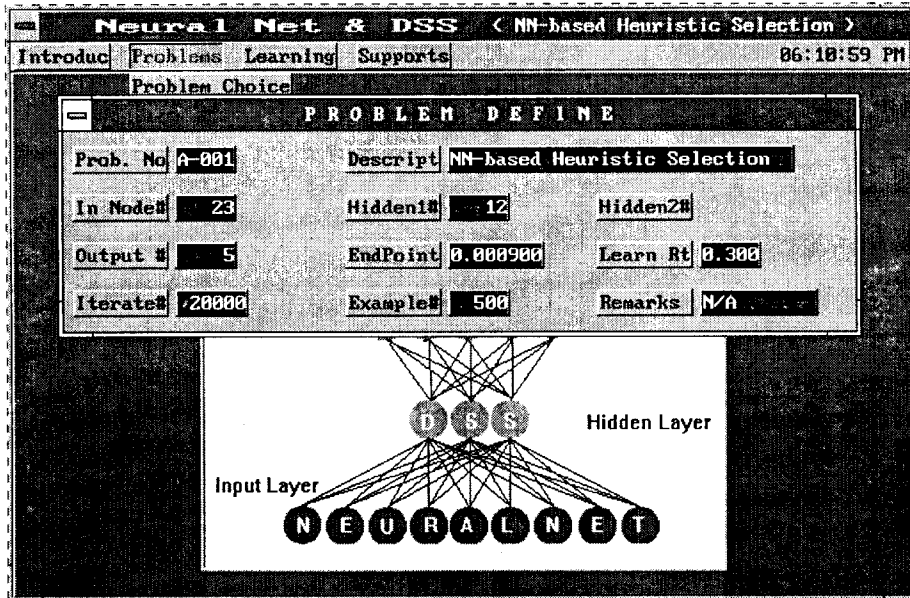 Neural Net & DSS < NN-based Heuristic Selection >
Introduc Problems Learning Supports 06:10:59 PM
Problem Choice
PROBLEM DEFINE
Prob. No A-001 Descript NN-based Heuristic Selection
In Node# 23 Hidden1# 12 Hidden2#
Output # 5 EndPoint 0.000900 Learn Rt 0.300
Iterate# 20000 Example# 500 Remarks N/A
D S S Hidden Layer
Input Layer
N E U R A L N E T